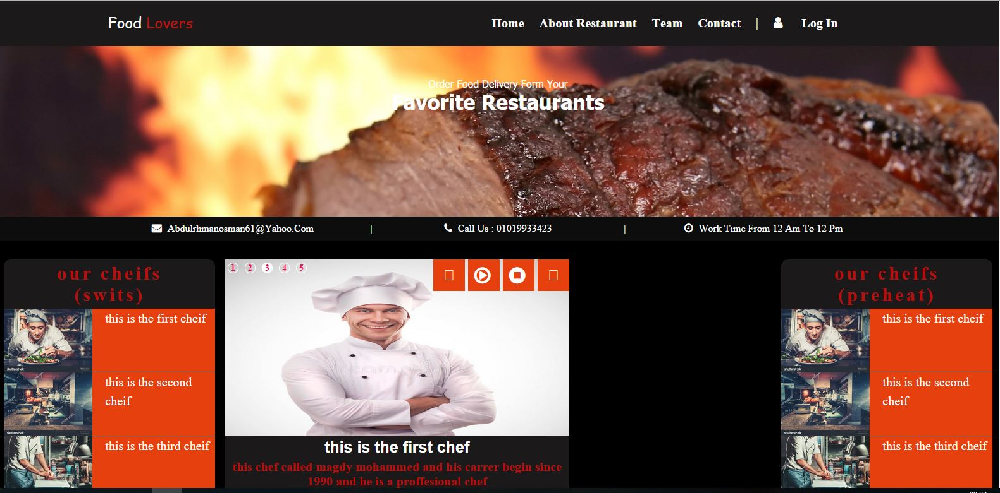 Food Lovers
Home About Restaurant Team Contact | Log In
Order Food Delivery Form Your
Favorite Restaurants
Abdulrhmanosman61@Yahoo.Com | Call Us : 01019933423 | Work Time From 12 Am To 12 Pm
our cheifs
(swits)
this is the first cheif
shutterstock
this is the second
cheif
shutterstock
this is the third cheif
1 2 3 4 5
this is the first chef
this chef called magdy mohammed and his carrer begin since
1990 and he is a proffesional chef
our cheifs
(preheat)
this is the first cheif
shutterstock
this is the second
cheif
shutterstock
this is the third cheif